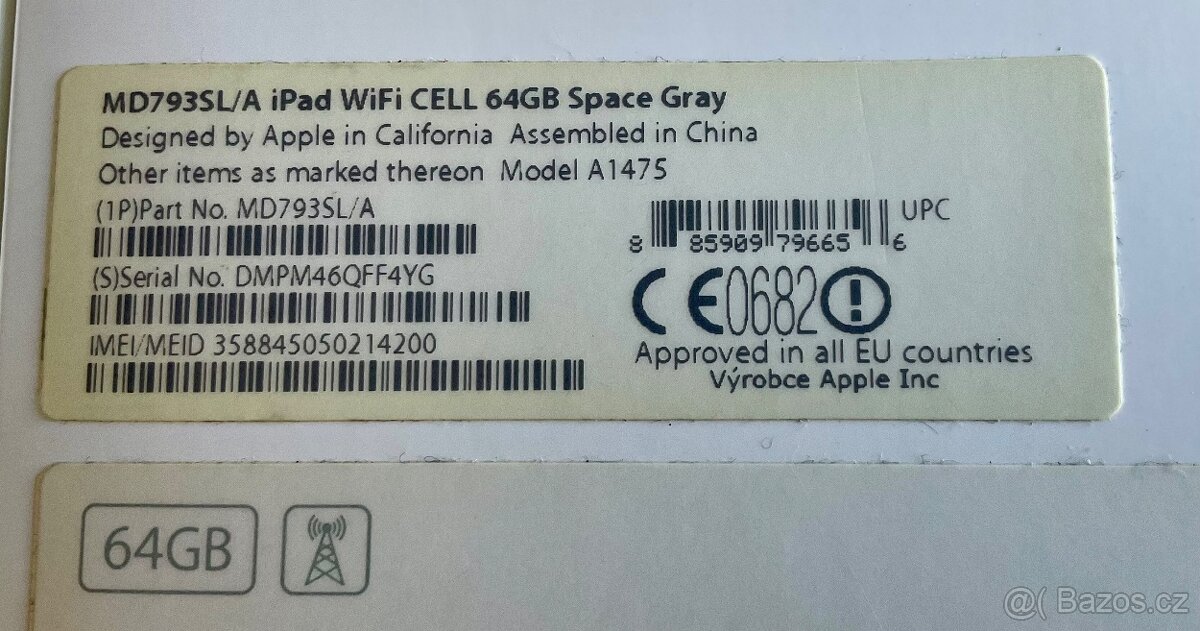 MD793SL/A iPad WiFi CELL 64GB Space Gray
Designed by Apple in California Assembled in China
Other items as marked thereon Model A1475
(1P)Part No. MD793SL/A
(S)Serial No. DMPM46QFF4YG
IMEI/MEID 358845050214200
UPC
8 85909 79665 6
CE0682
Approved in all EU countries
Výrobce Apple Inc
64GB
@( Bazos.cz